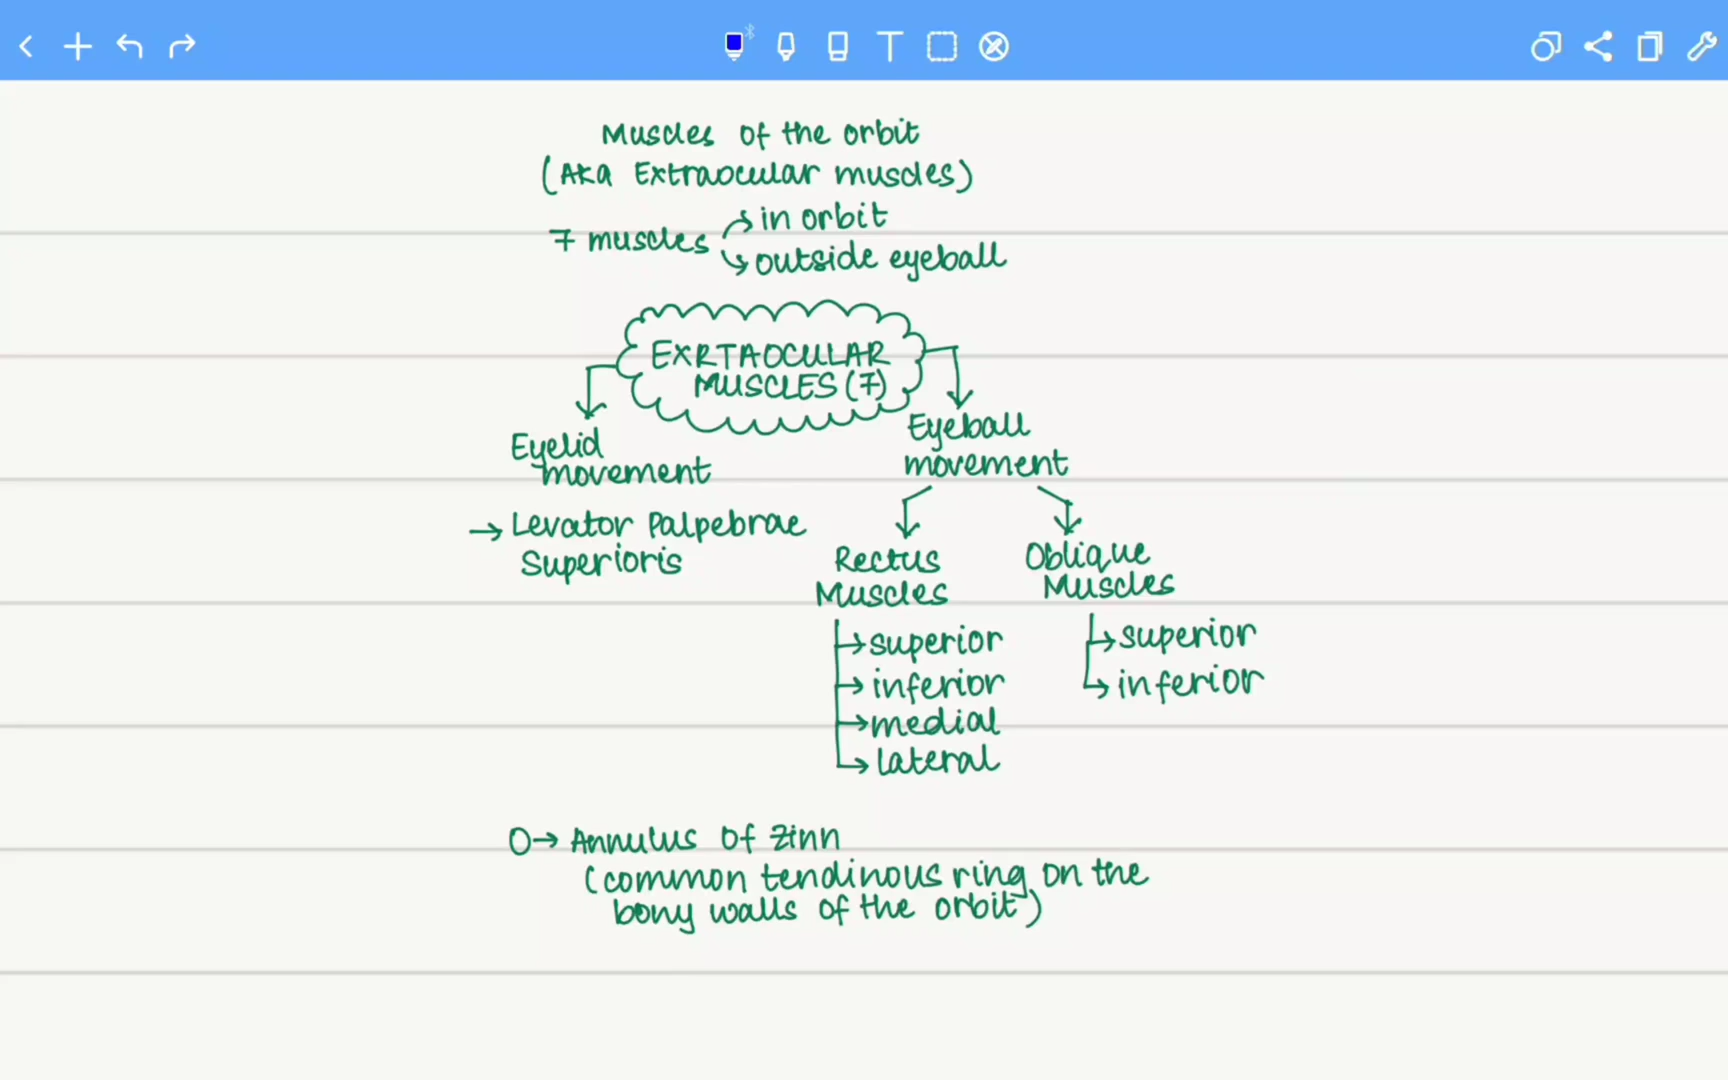 Muscles of the orbit
(AKA Extraocular muscles)
7 muscles
in orbit
outside eyeball
EXRTAOCULAR
MUSCLES (7)
Eyelid
movement
→ Levator Palpebrae
Superioris
Eyeball
movement
Rectus
Muscles
superior
inferior
medial
lateral
Oblique
Muscles
superior
inferior
O→ Annulus of Zinn
(common tendinous ring on the
bony walls of the orbit)